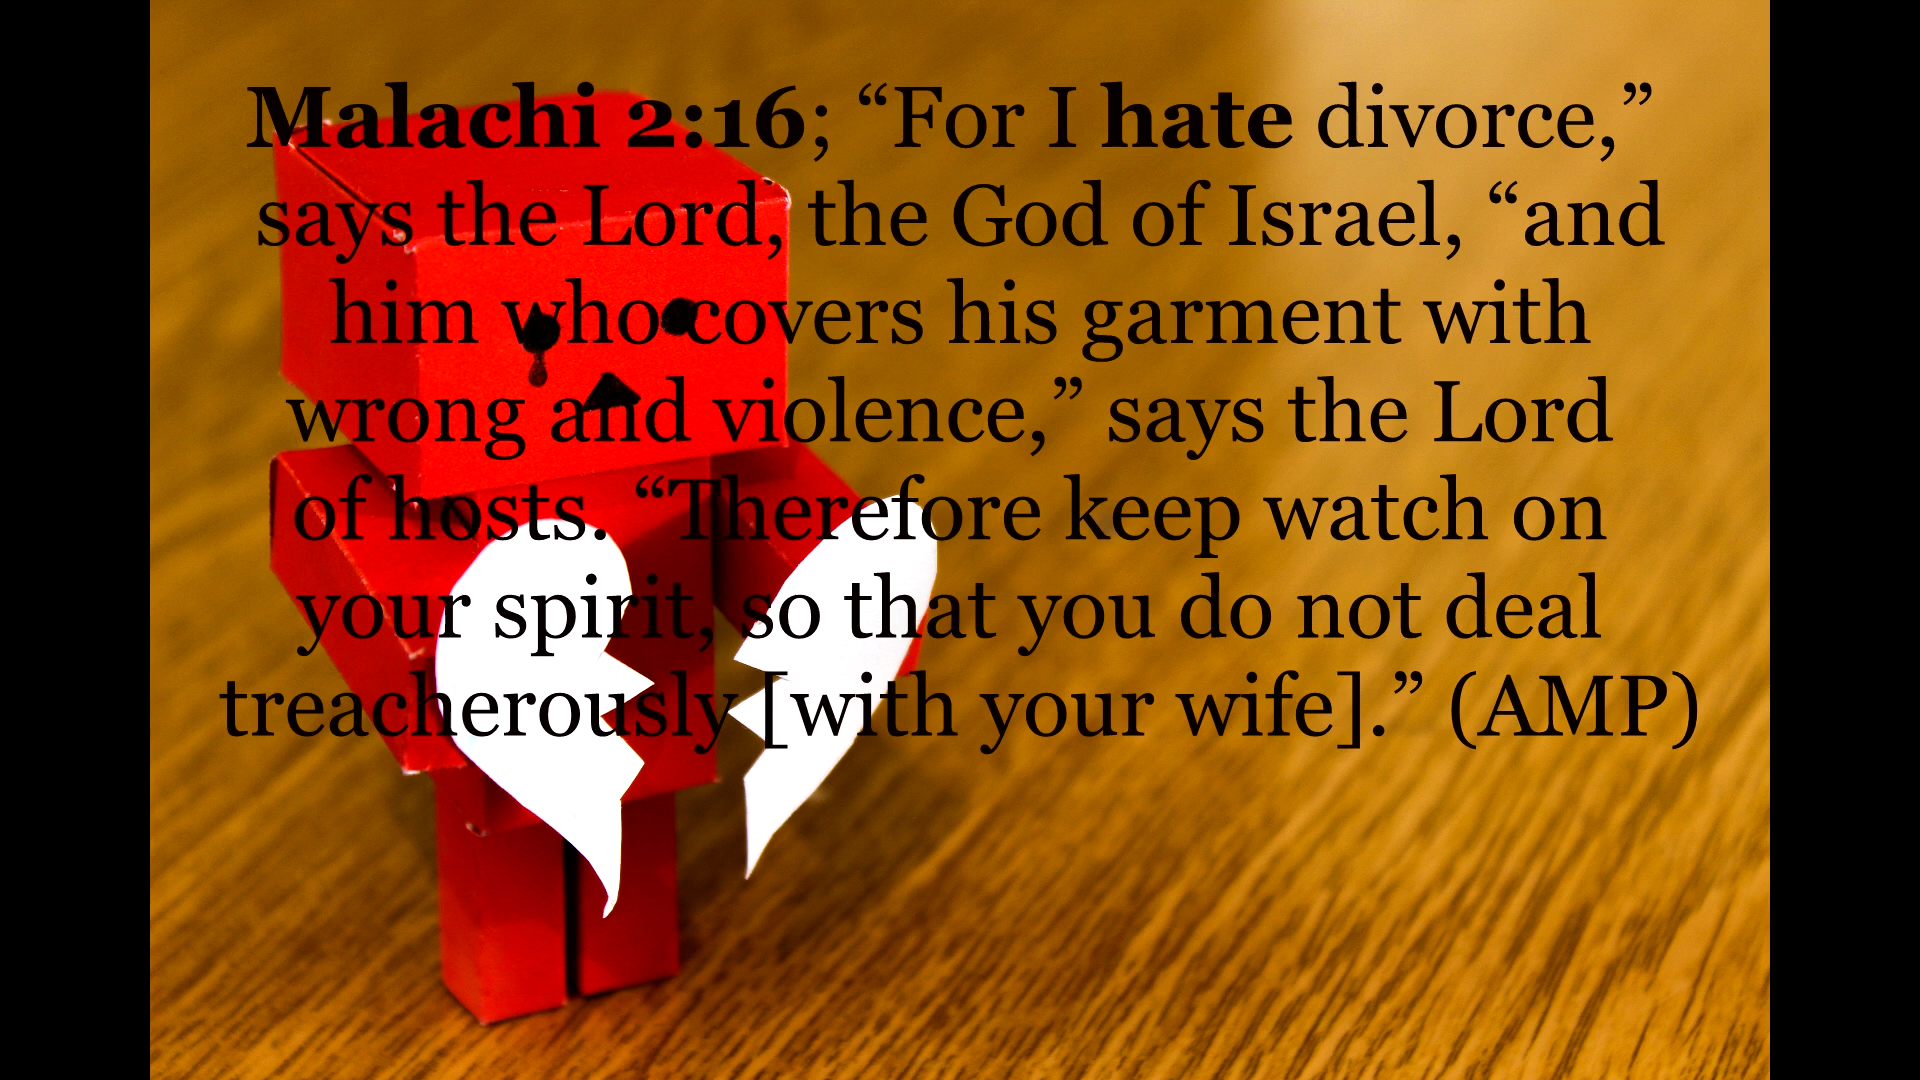 Malachi 2:16; “For I hate divorce,”
says the Lord, the God of Israel, “and
him who covers his garment with
wrong and violence,” says the Lord
of hosts. “Therefore keep watch on
your spirit, so that you do not deal
treacherously [with your wife].” (AMP)